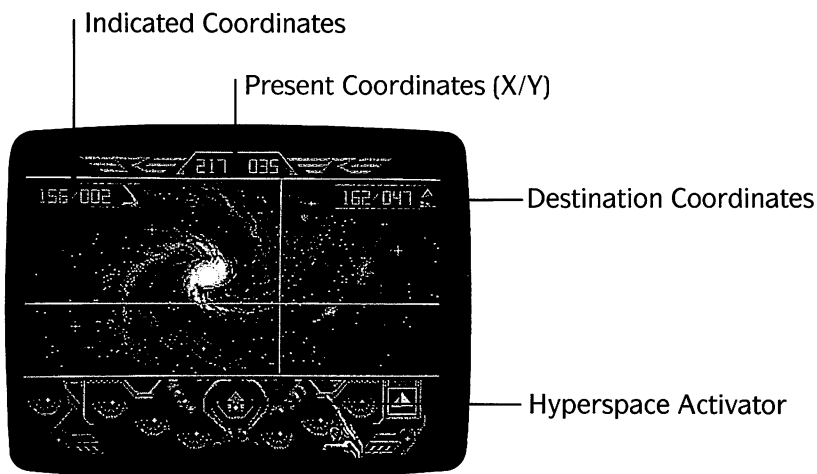 Indicated Coordinates
Present Coordinates (X/Y)
217 035
156/002
162/047
Destination Coordinates
Hyperspace Activator